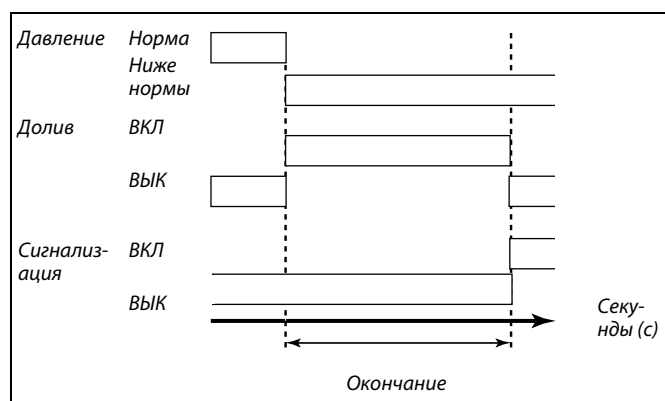 Давление Норма
Ниже
нормы
Долив ВКЛ
ВЫК
Сигнализ- ВКЛ
ация
ВЫК
Секу-
нды (с)
Окончание